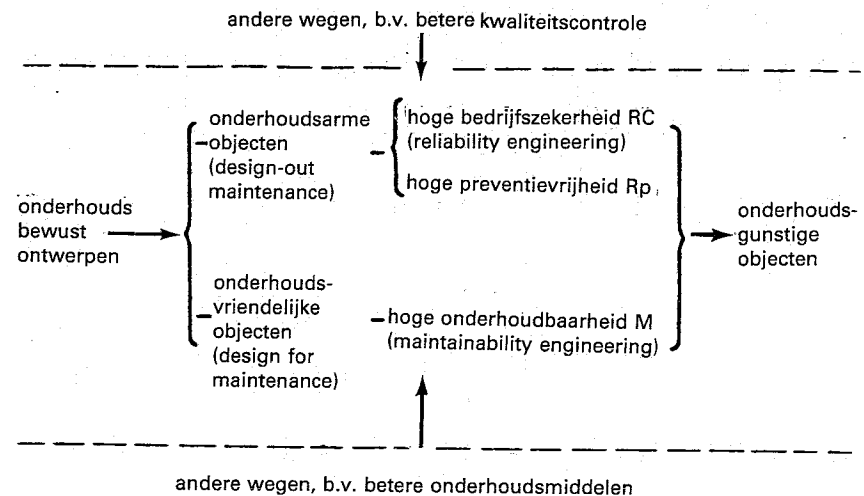 andere wegen, b.v. betere kwaliteitscontrole
onderhouds
bewust
ontwerpen
onderhoudsarme
objecten
(design-out
maintenance)
hoge bedrijfszekerheid RC
(reliability engineering)
hoge preventievrijheid Rp
onderhouds-
vriendelijke
objecten
(design for
maintenance)
hoge onderhoudbaarheid M
(maintainability engineering)
onderhouds-
gunstige
objecten
andere wegen, b.v. betere onderhoudsmiddelen